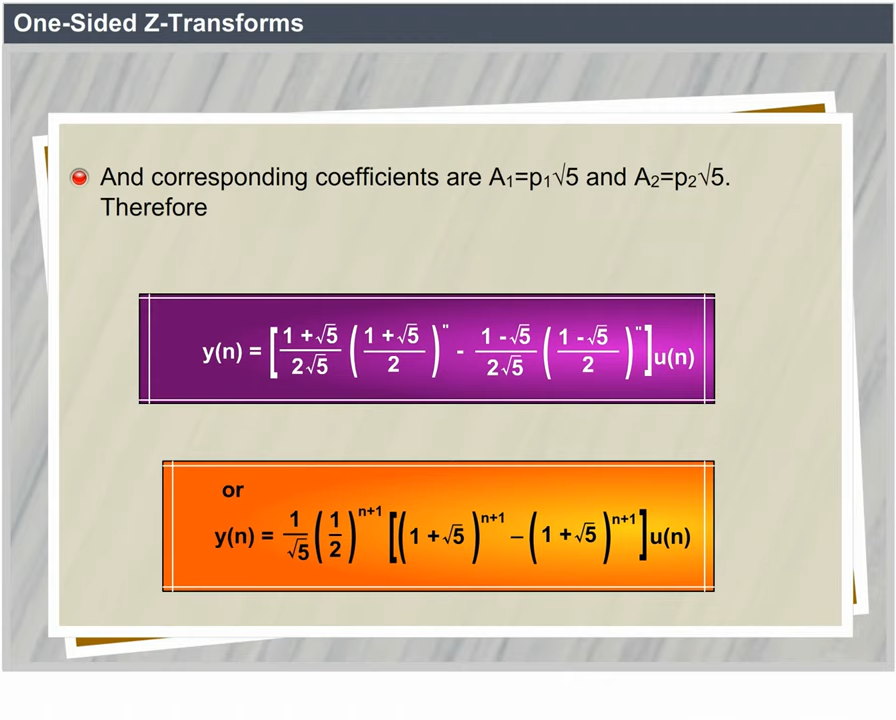 One-Sided Z-Transforms
And corresponding coefficients are A₁=p₁√5 and A₂=p₂√5.
Therefore
y(n) = [ (1 +√5)/(2√5) ( (1 +√5)/2 )ⁿ - (1 -√5)/(2√5) ( (1 -√5)/2 )ⁿ ] u(n)
or
y(n) = 1/√5 (1/2)ⁿ⁺¹ [ (1 +√5)ⁿ⁺¹ – (1 +√5)ⁿ⁺¹ ] u(n)